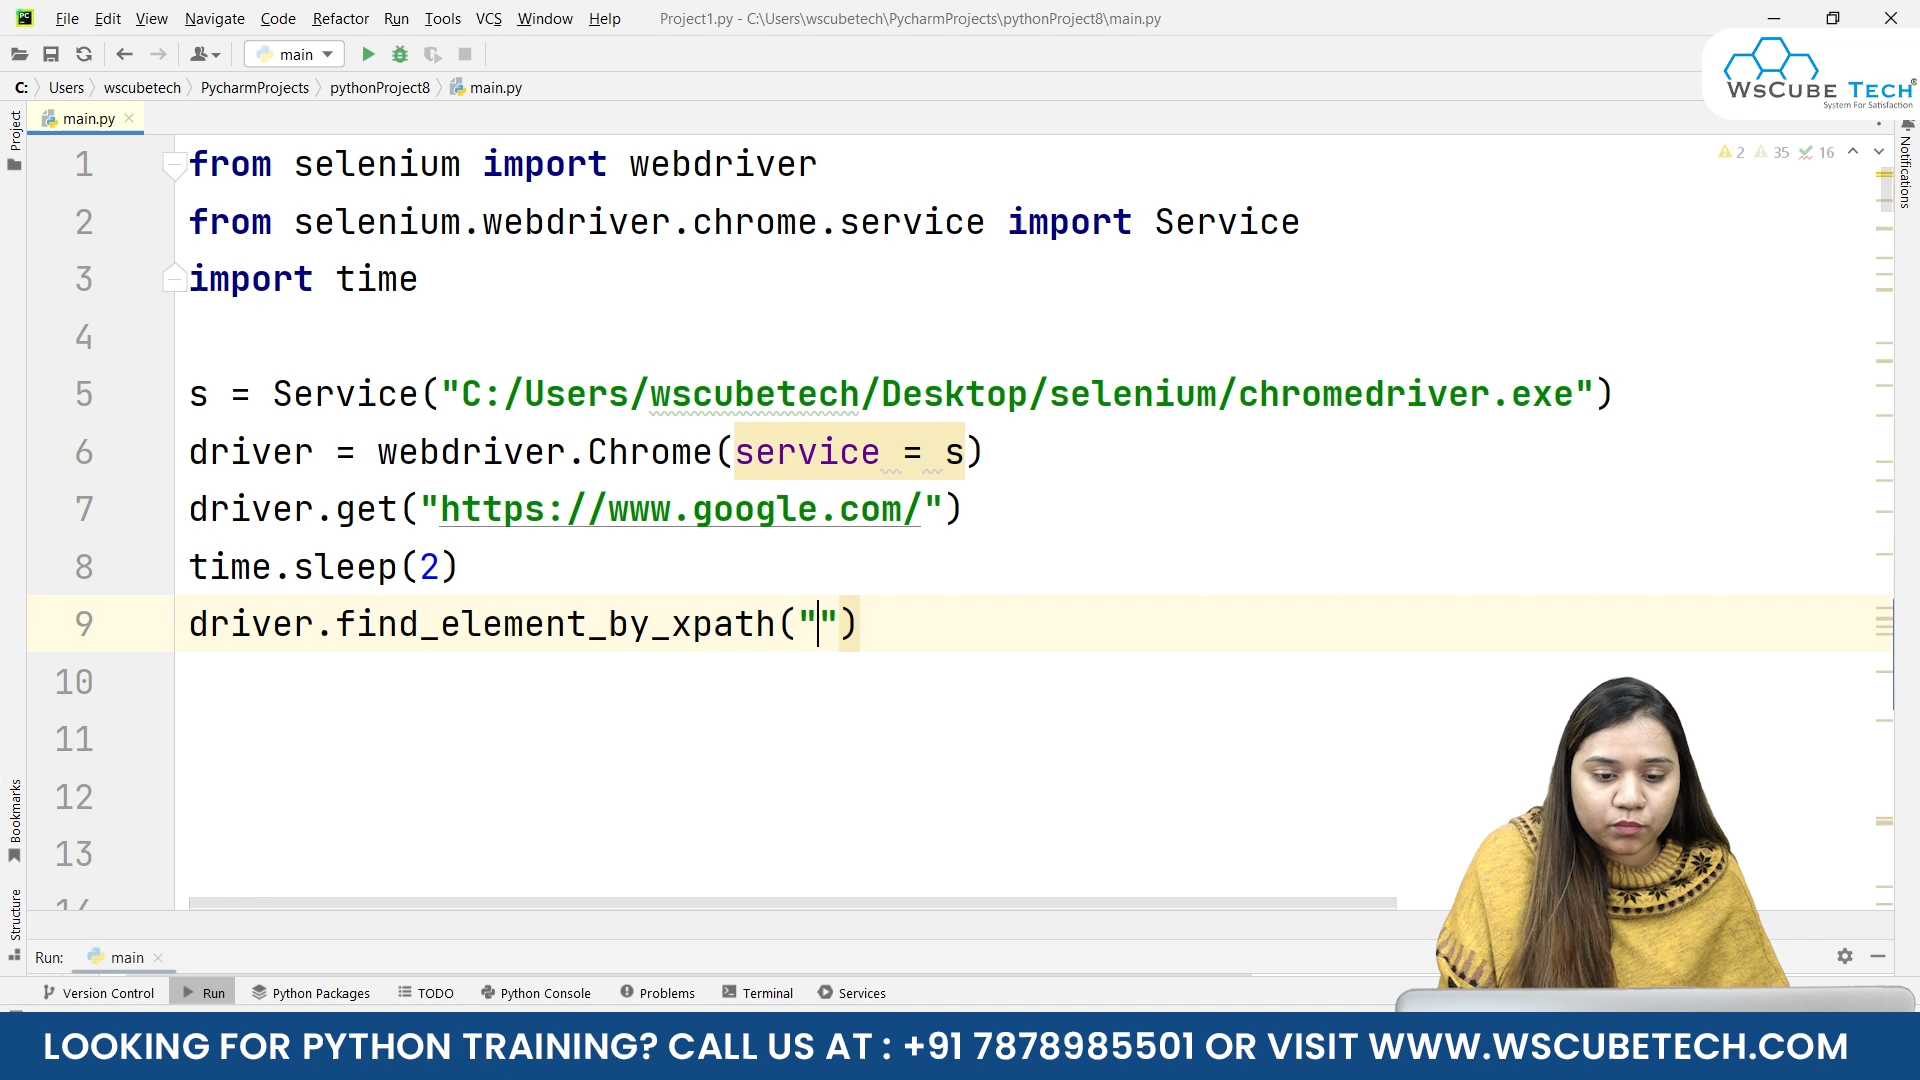 File Edit View Navigate Code Refactor Run Tools VCS Window Help Project1.py - C:\Users\wscubetech\PycharmProjects\pythonProject8\main.py
main
WsCube Tech®
System For Satisfaction
C: Users wscubetech PycharmProjects pythonProject8 main.py
Project
main.py
Notifications
2 35 16
1 from selenium import webdriver
2 from selenium.webdriver.chrome.service import Service
3 import time
4
5 s = Service("C:/Users/wscubetech/Desktop/selenium/chromedriver.exe")
6 driver = webdriver.Chrome(service = s)
7 driver.get("https://www.google.com/")
8 time.sleep(2)
9 driver.find_element_by_xpath("")
10
11
12
13
14
Bookmarks
Structure
Run: main
Version Control Run Python Packages TODO Python Console Problems Terminal Services
LOOKING FOR PYTHON TRAINING? CALL US AT : +91 7878985501 OR VISIT WWW.WSCUBETECH.COM